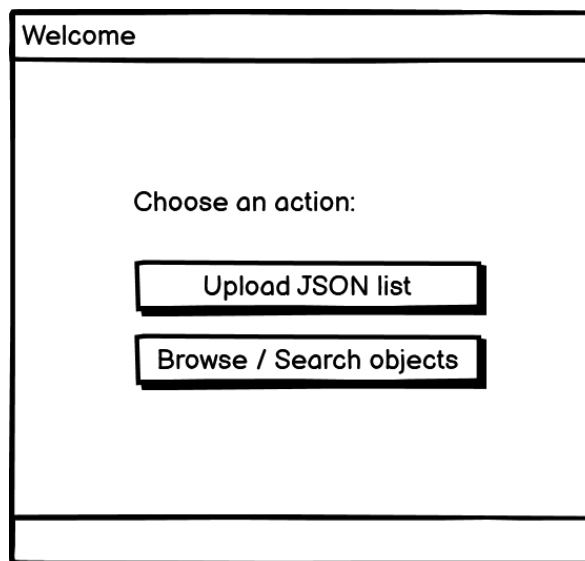 Welcome
Choose an action:
Upload JSON list
Browse / Search objects